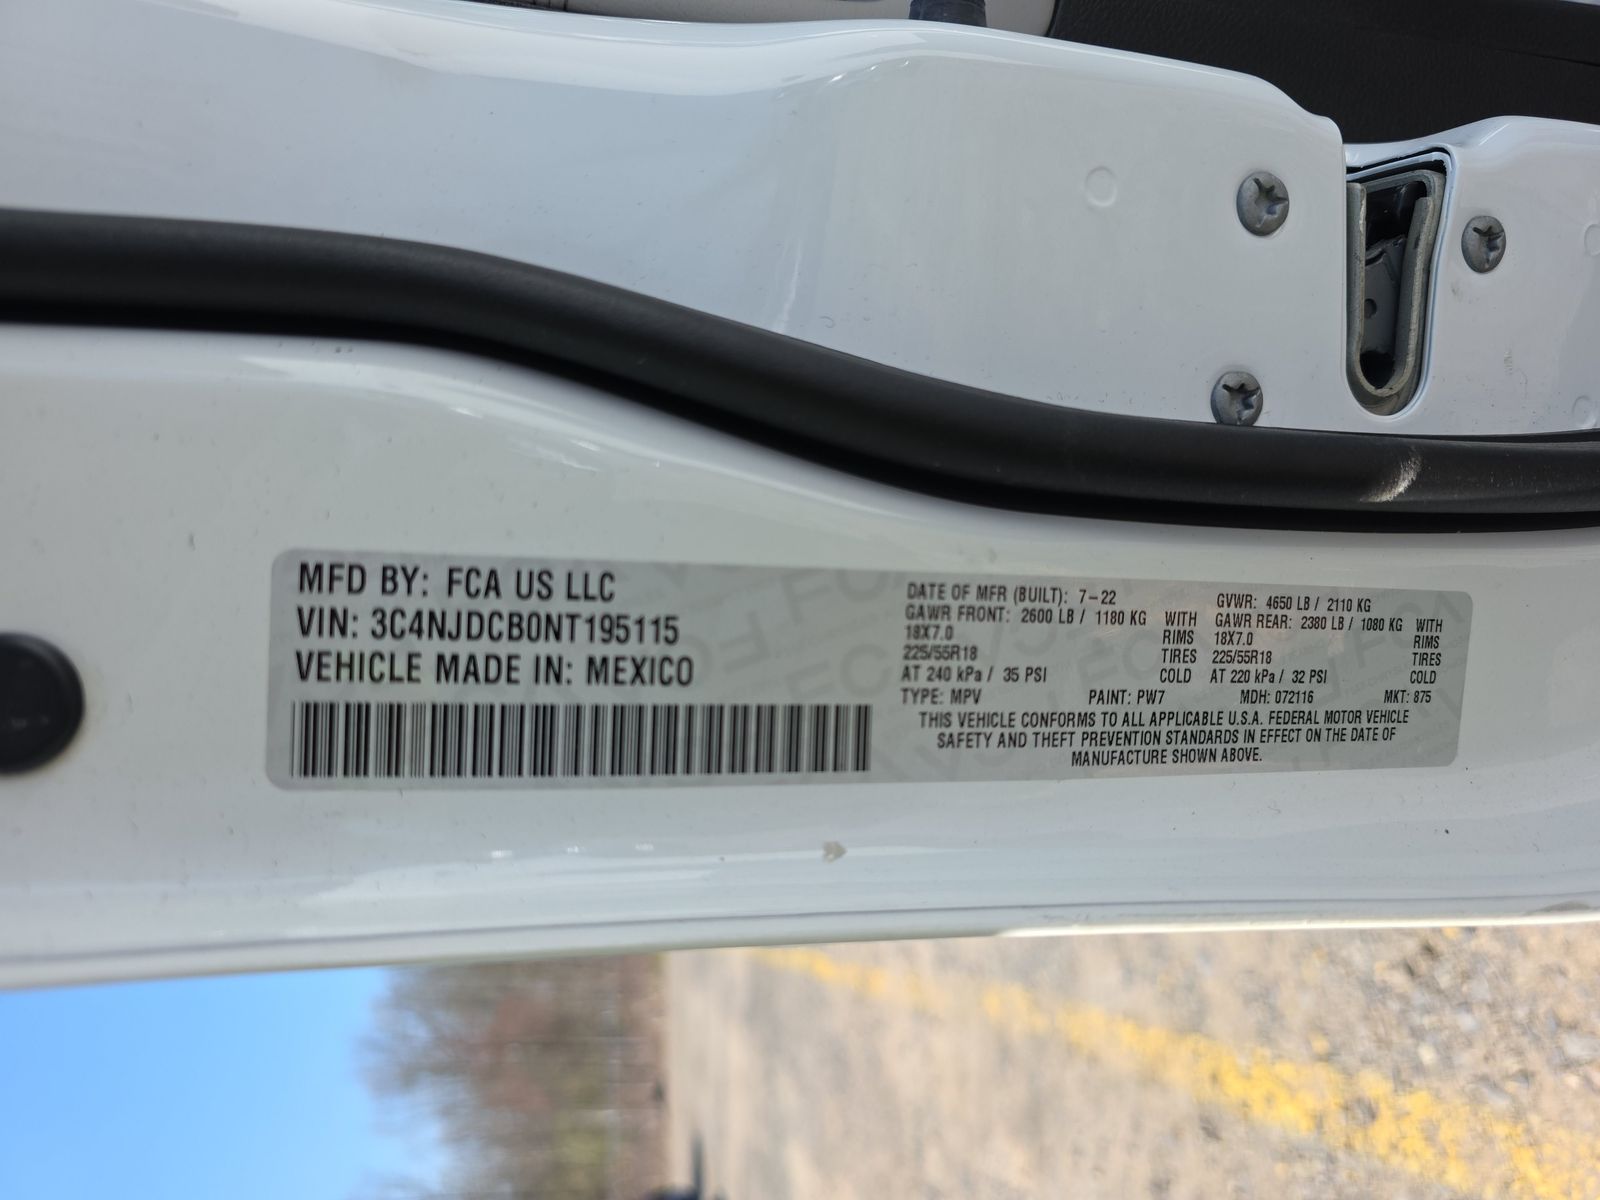 MFD BY: FCA US LLC
VIN: 3C4NJDCB0NT195115
VEHICLE MADE IN: MEXICO
DATE OF MFR (BUILT): 7-22 GVWR: 4650 LB / 2110 KG
GAWR FRONT: 2600 LB / 1180 KG WITH GAWR REAR: 2380 LB / 1080 KG WITH
18X7.0 RIMS 18X7.0 RIMS
225/55R18 TIRES 225/55R18 TIRES
AT 240 kPa / 35 PSI COLD AT 220 kPa / 32 PSI COLD
TYPE: MPV PAINT: PW7 MDH: 072116 MKT: 875
THIS VEHICLE CONFORMS TO ALL APPLICABLE U.S.A. FEDERAL MOTOR VEHICLE
SAFETY AND THEFT PREVENTION STANDARDS IN EFFECT ON THE DATE OF
MANUFACTURE SHOWN ABOVE.